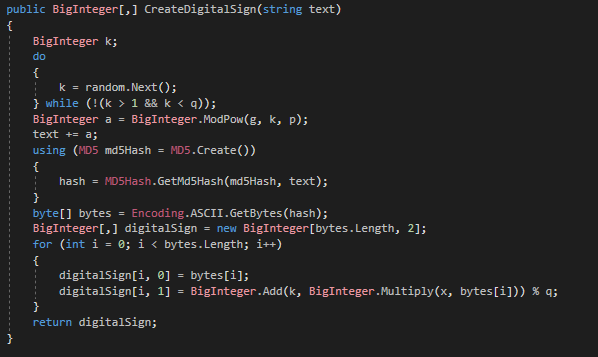 public BigInteger[,] CreateDigitalSign(string text)
{
BigInteger k;
do
{
k = random.Next();
} while (!(k > 1 && k < q));
BigInteger a = BigInteger.ModPow(g, k, p);
text += a;
using (MD5 md5Hash = MD5.Create())
{
hash = MD5Hash.GetMd5Hash(md5Hash, text);
}
byte[] bytes = Encoding.ASCII.GetBytes(hash);
BigInteger[,] digitalSign = new BigInteger[bytes.Length, 2];
for (int i = 0; i < bytes.Length; i++)
{
digitalSign[i, 0] = bytes[i];
digitalSign[i, 1] = BigInteger.Add(k, BigInteger.Multiply(x, bytes[i])) % q;
}
return digitalSign;
}